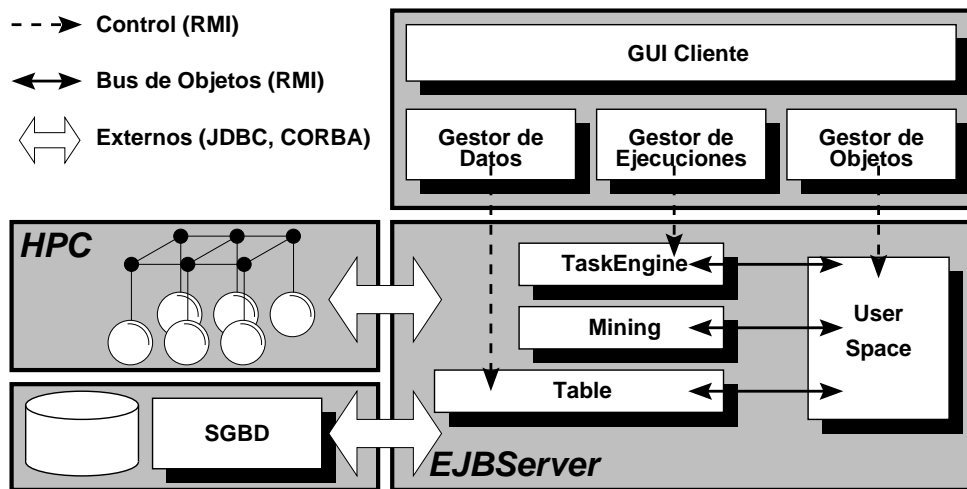 Control (RMI)
Bus de Objetos (RMI)
Externos (JDBC, CORBA)
GUI Cliente
Gestor de
Datos
Gestor de
Ejecuciones
Gestor de
Objetos
HPC
TaskEngine
Mining
Table
User
Space
SGBD
EJBServer